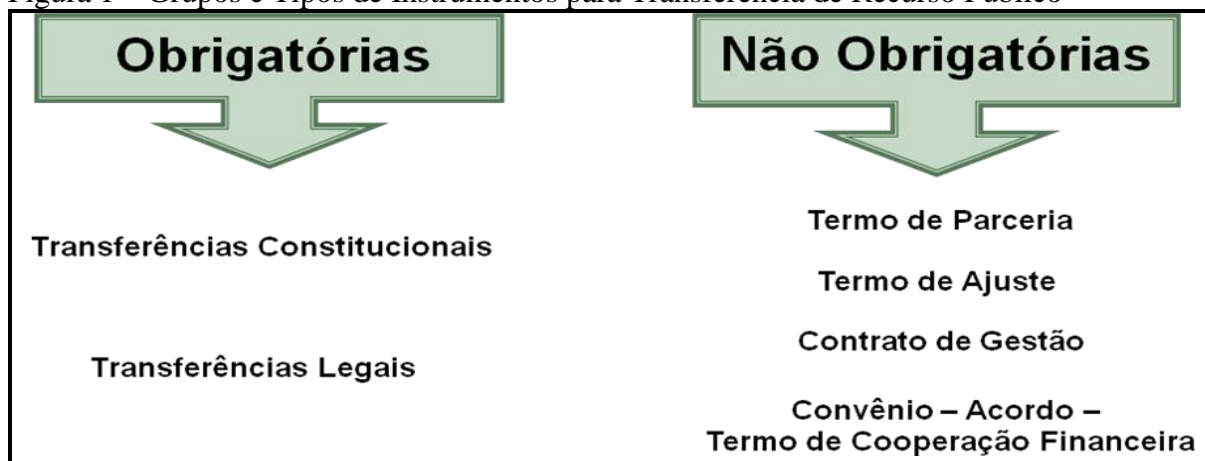 Figura 1 – Grupos e Tipos de Instrumentos para Transferência de Recurso Público
Obrigatórias
Transferências Constitucionais
Transferências Legais
Não Obrigatórias
Termo de Parceria
Termo de Ajuste
Contrato de Gestão
Convênio – Acordo –
Termo de Cooperação Financeira